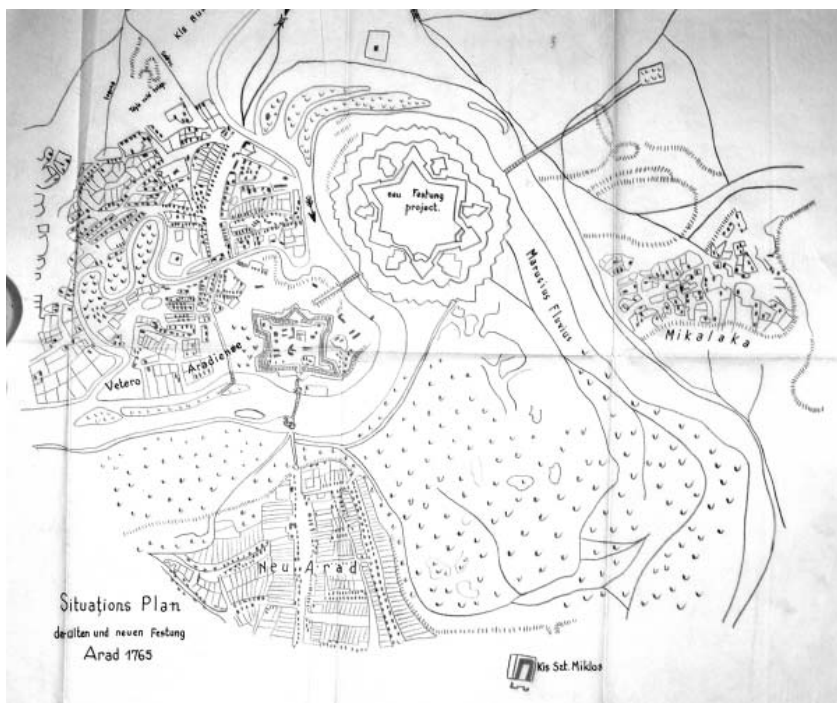 Kis
neu Festung
project.
Marusius Fluvius
Mikalaka
Vetero Aradiense
Neu Arad
Situations Plan
der alten und neuen Festung
Arad 1765
Kis Szt. Miklos